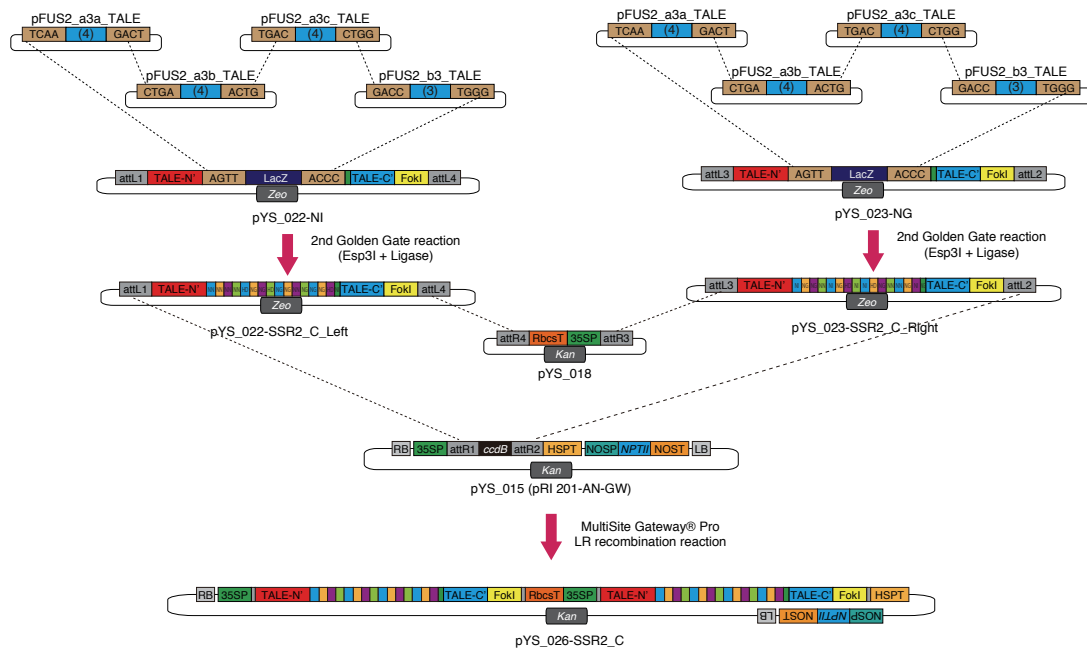 pFUS2_a3a_TALE
pFUS2_a3c_TALE
TCAA (4) GACT
TGAC (4) CTGG
pFUS2_a3b_TALE
pFUS2_b3_TALE
CTGA (4) ACTG
GACC (3) TGGG
pFUS2_a3a_TALE
pFUS2_a3c_TALE
TCAA (4) GACT
TGAC (4) CTGG
pFUS2_a3b_TALE
pFUS2_b3_TALE
CTGA (4) ACTG
GACC (3) TGGG
attL1 TALE-N' AGTT LacZ ACCC TALE-C' FokI attL4
Zeo
pYS_022-NI
attL3 TALE-N' AGTT LacZ ACCC TALE-C' FokI attL2
Zeo
pYS_023-NG
2nd Golden Gate reaction
(Esp3I + Ligase)
2nd Golden Gate reaction
(Esp3I + Ligase)
attL1 TALE-N' TALE-C' FokI attL4
Zeo
pYS_022-SSR2_C_Left
attL3 TALE-N' TALE-C' FokI attL2
Zeo
pYS_023-SSR2_C -Right
attR4 RbcsT 35SP attR3
Kan
pYS_018
RB 35SP attR1 ccdB attR2 HSPT NOSP NPTII NOST LB
Kan
pYS_015 (pRI 201-AN-GW)
MultiSite Gateway® Pro
LR recombination reaction
RB 35SP TALE-N' TALE-C' FokI RbcsT 35SP TALE-N' TALE-C' FokI HSPT
Kan
LB NOST NPTII NOSP
pYS_026-SSR2_C